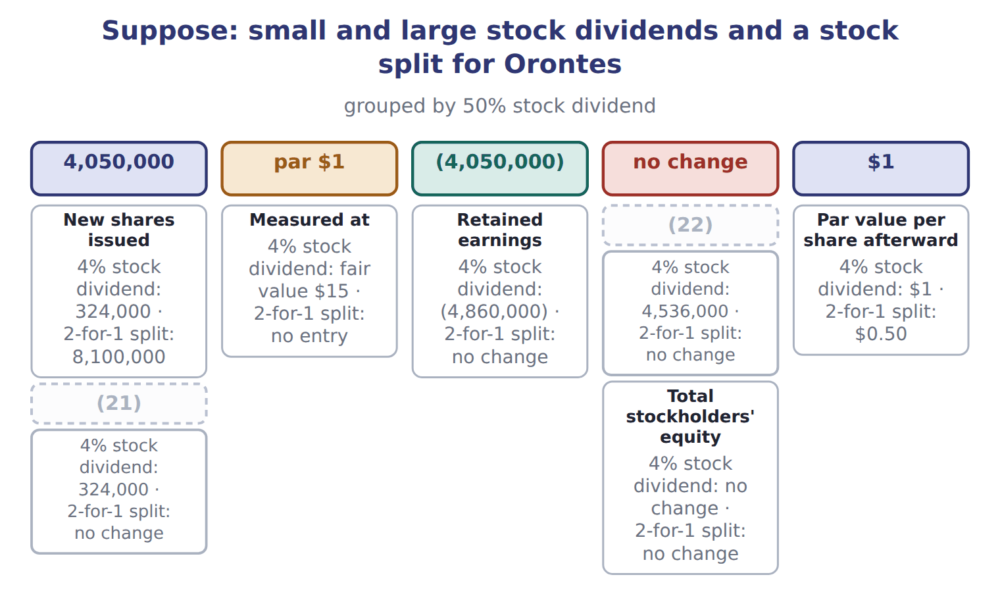 Suppose: small and large stock dividends and a stock
split for Orontes
grouped by 50% stock dividend
4,050,000
New shares
issued
4% stock
dividend:
324,000 ·
2-for-1 split:
8,100,000
(21)
4% stock
dividend:
324,000 ·
2-for-1 split:
no change
par $1
Measured at
4% stock
dividend: fair
value $15 ·
2-for-1 split:
no entry
(4,050,000)
Retained
earnings
4% stock
dividend:
(4,860,000) ·
2-for-1 split:
no change
no change
(22)
4% stock
dividend:
4,536,000 ·
2-for-1 split:
no change
Total
stockholders'
equity
4% stock
dividend: no
change ·
2-for-1 split:
no change
$1
Par value per
share afterward
4% stock
dividend: $1 ·
2-for-1 split:
$0.50